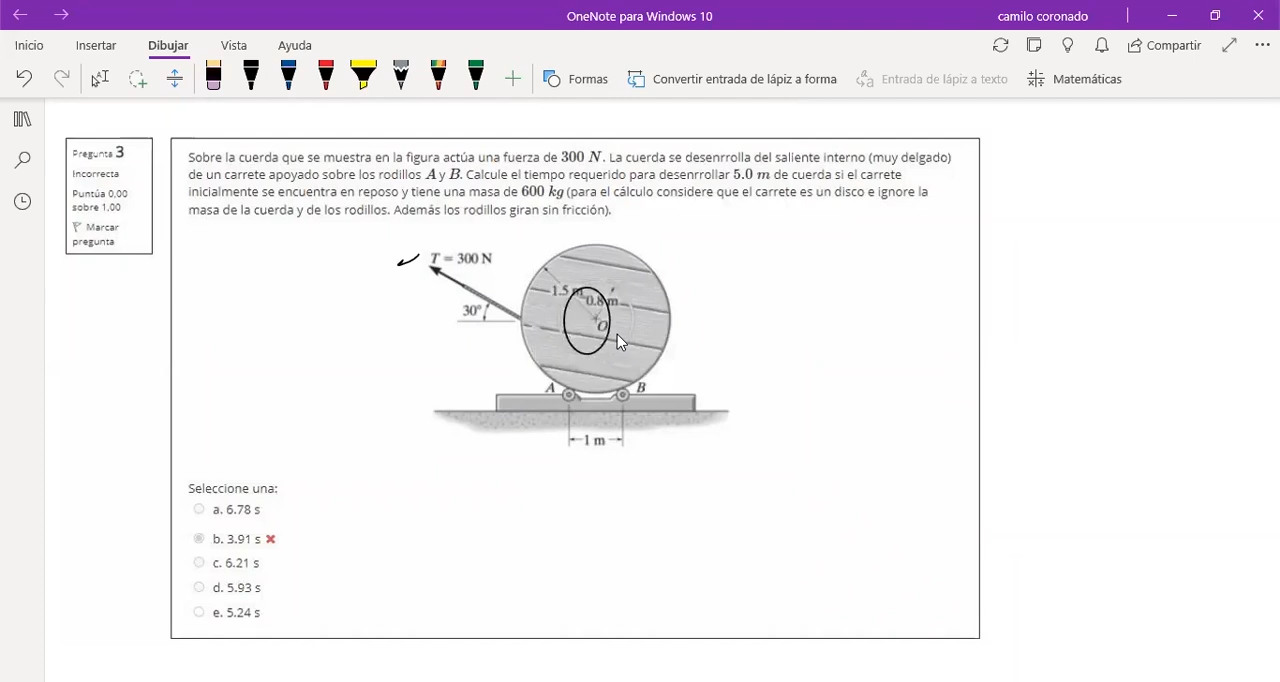 OneNote para Windows 10
camilo coronado
Inicio
Insertar
Dibujar
Vista
Ayuda
Compartir
Formas
Convertir entrada de lápiz a forma
Entrada de lápiz a texto
Matemáticas
Pregunta 3
Incorrecta
Puntúa 0,00
sobre 1,00
Marcar
pregunta
Sobre la cuerda que se muestra en la figura actúa una fuerza de 300 N. La cuerda se desenrrolla del saliente interno (muy delgado)
de un carrete apoyado sobre los rodillos A y B. Calcule el tiempo requerido para desenrrollar 5.0 m de cuerda si el carrete
inicialmente se encuentra en reposo y tiene una masa de 600 kg (para el cálculo considere que el carrete es un disco e ignore la
masa de la cuerda y de los rodillos. Además los rodillos giran sin fricción).
T = 300 N
1.5 m
0.8 m
30°
O
A
B
1 m
Seleccione una:
a. 6.78 s
b. 3.91 s
c. 6.21 s
d. 5.93 s
e. 5.24 s